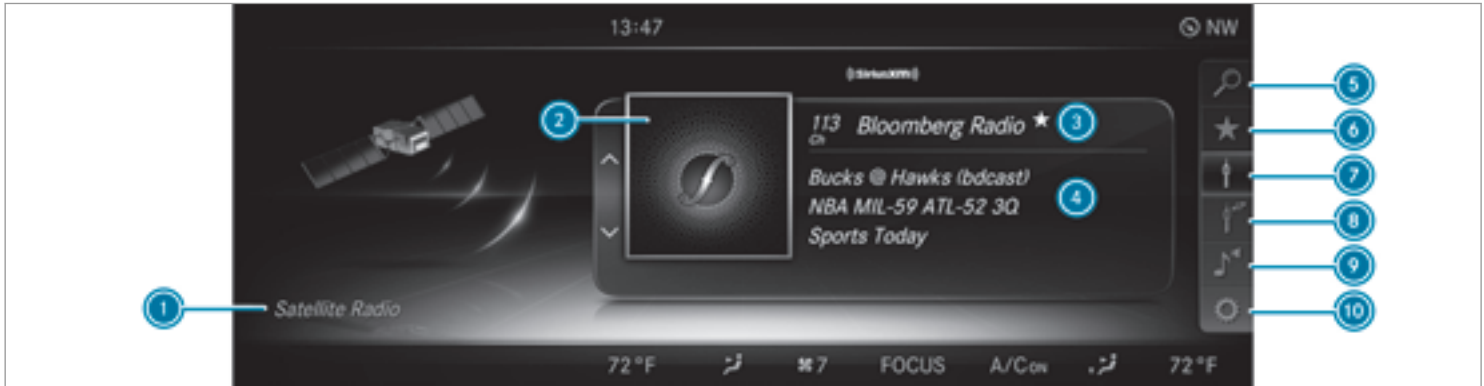 13:47
NW
((SiriusXM))
2
113 Bloomberg Radio ★ 3
Ch
5
6
7
Bucks @ Hawks (bdcast)
NBA MIL-59 ATL-52 3Q 4
Sports Today
8
9
1 Satellite Radio
10
72°F 7 FOCUS A/C ON 72°F